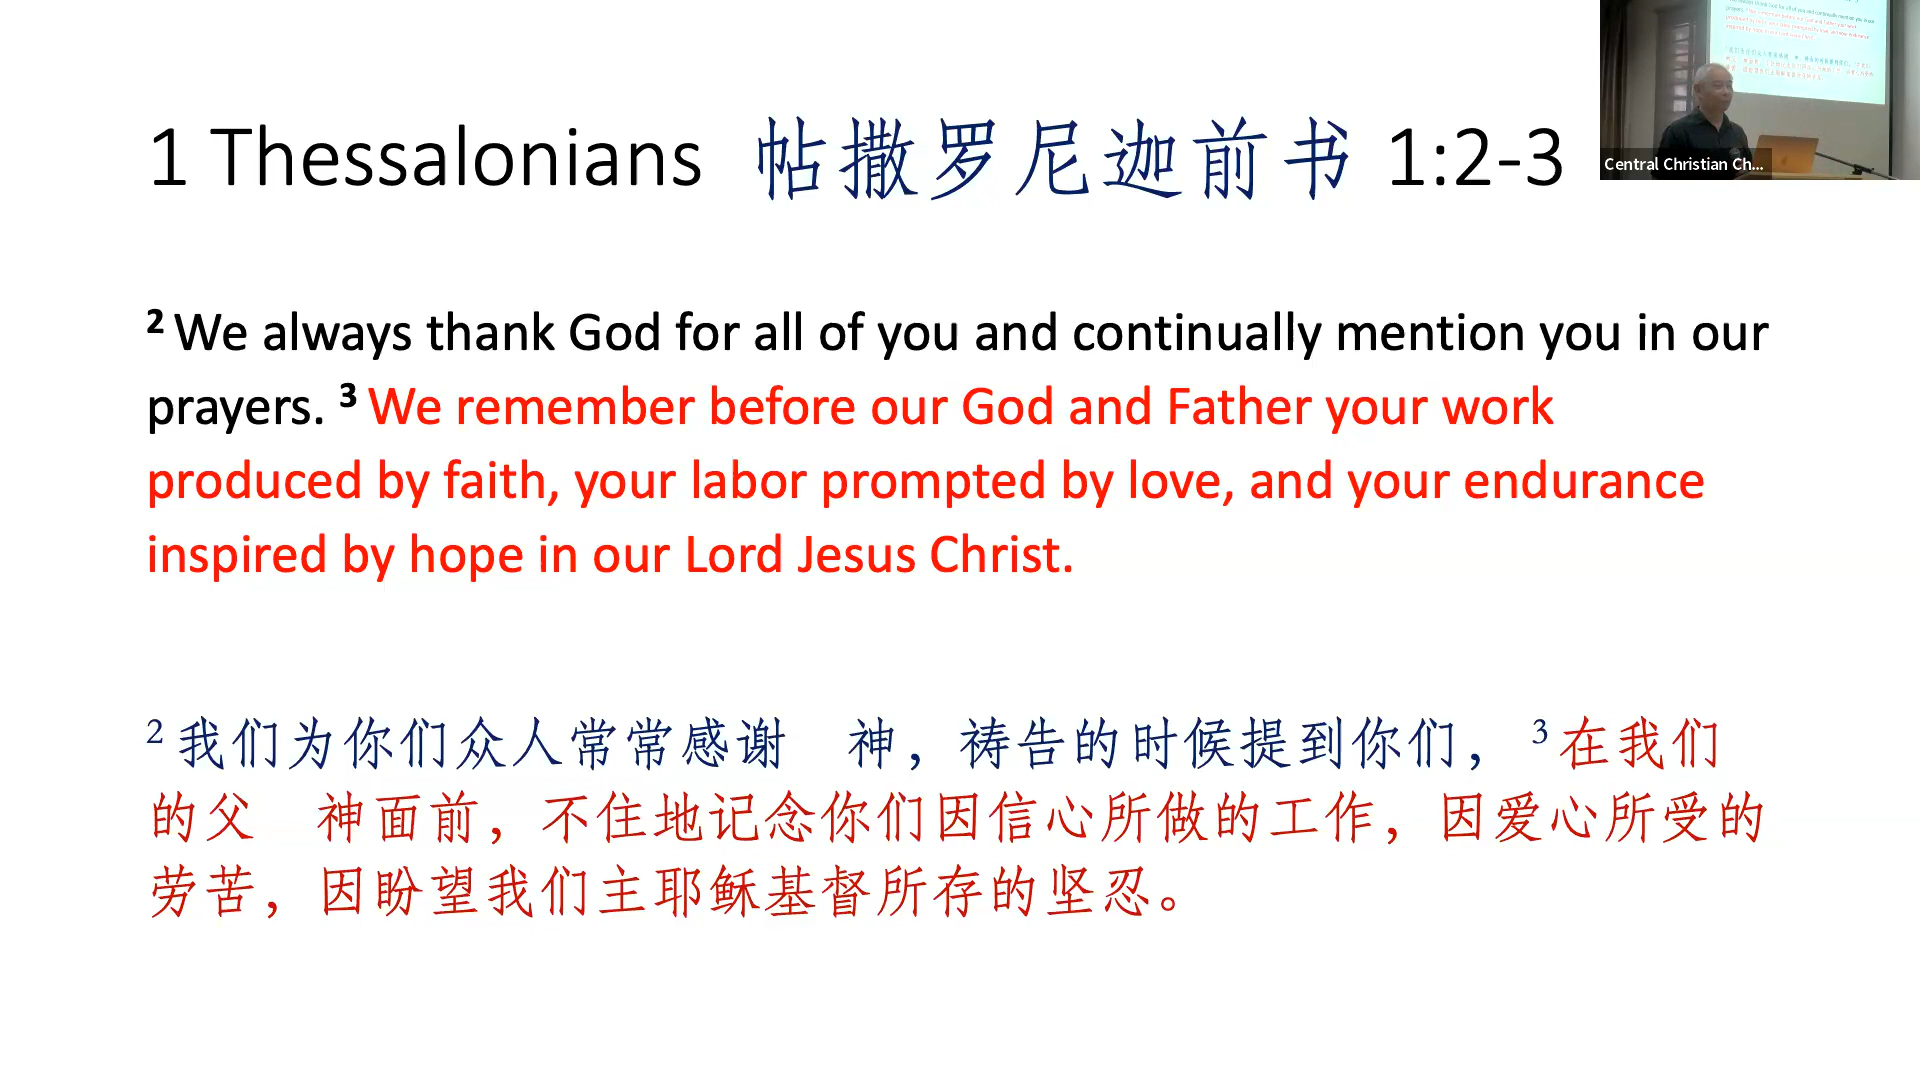 1 Thessalonians 帖撒罗尼迦前书 1:2-3
Central Christian Ch...
2 We always thank God for all of you and continually mention you in our
prayers. 3 We remember before our God and Father your work
produced by faith, your labor prompted by love, and your endurance
inspired by hope in our Lord Jesus Christ.
2 我们为你们众人常常感谢 神，祷告的时候提到你们， 3 在我们
的父 神面前，不住地记念你们因信心所做的工作，因爱心所受的
劳苦，因盼望我们主耶稣基督所存的坚忍。